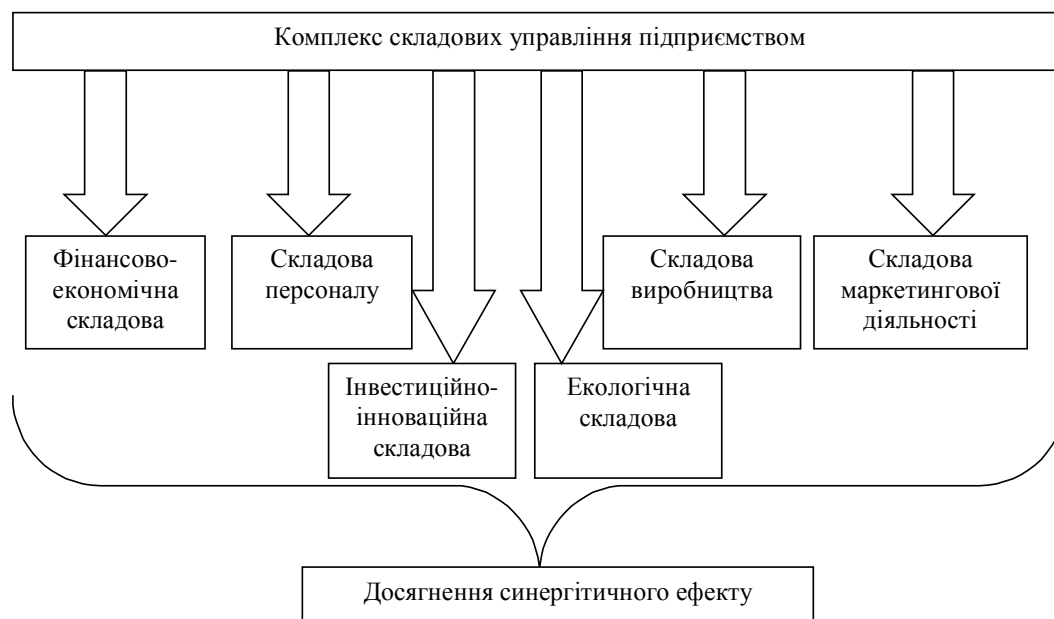 Комплекс складових управління підприємством
Фінансово-
економічна
складова
Складова
персоналу
Складова
виробництва
Складова
маркетингової
діяльності
Інвестиційно-
інноваційна
складова
Екологічна
складова
Досягнення синергітичного ефекту